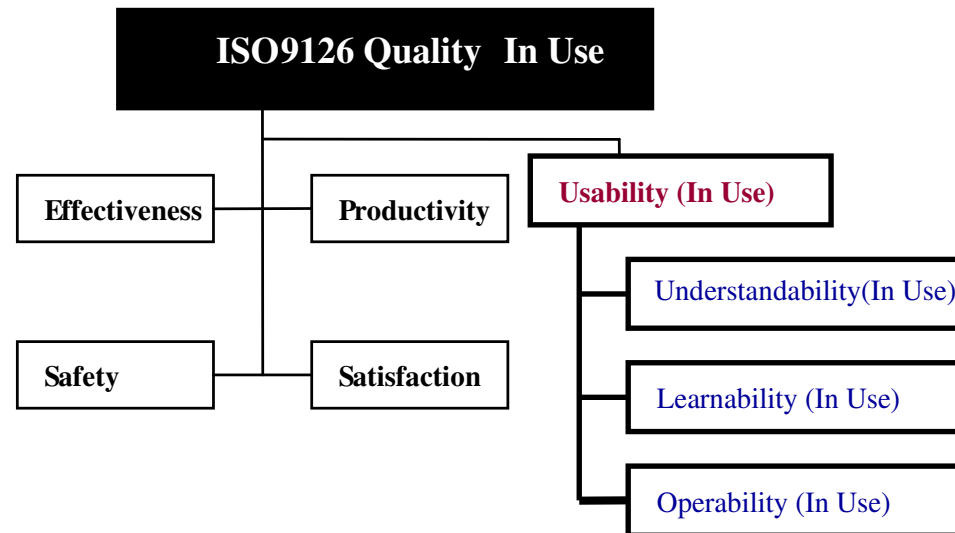 ISO9126 Quality In Use
Effectiveness
Productivity
Usability (In Use)
Understandability(In Use)
Safety
Satisfaction
Learnability (In Use)
Operability (In Use)